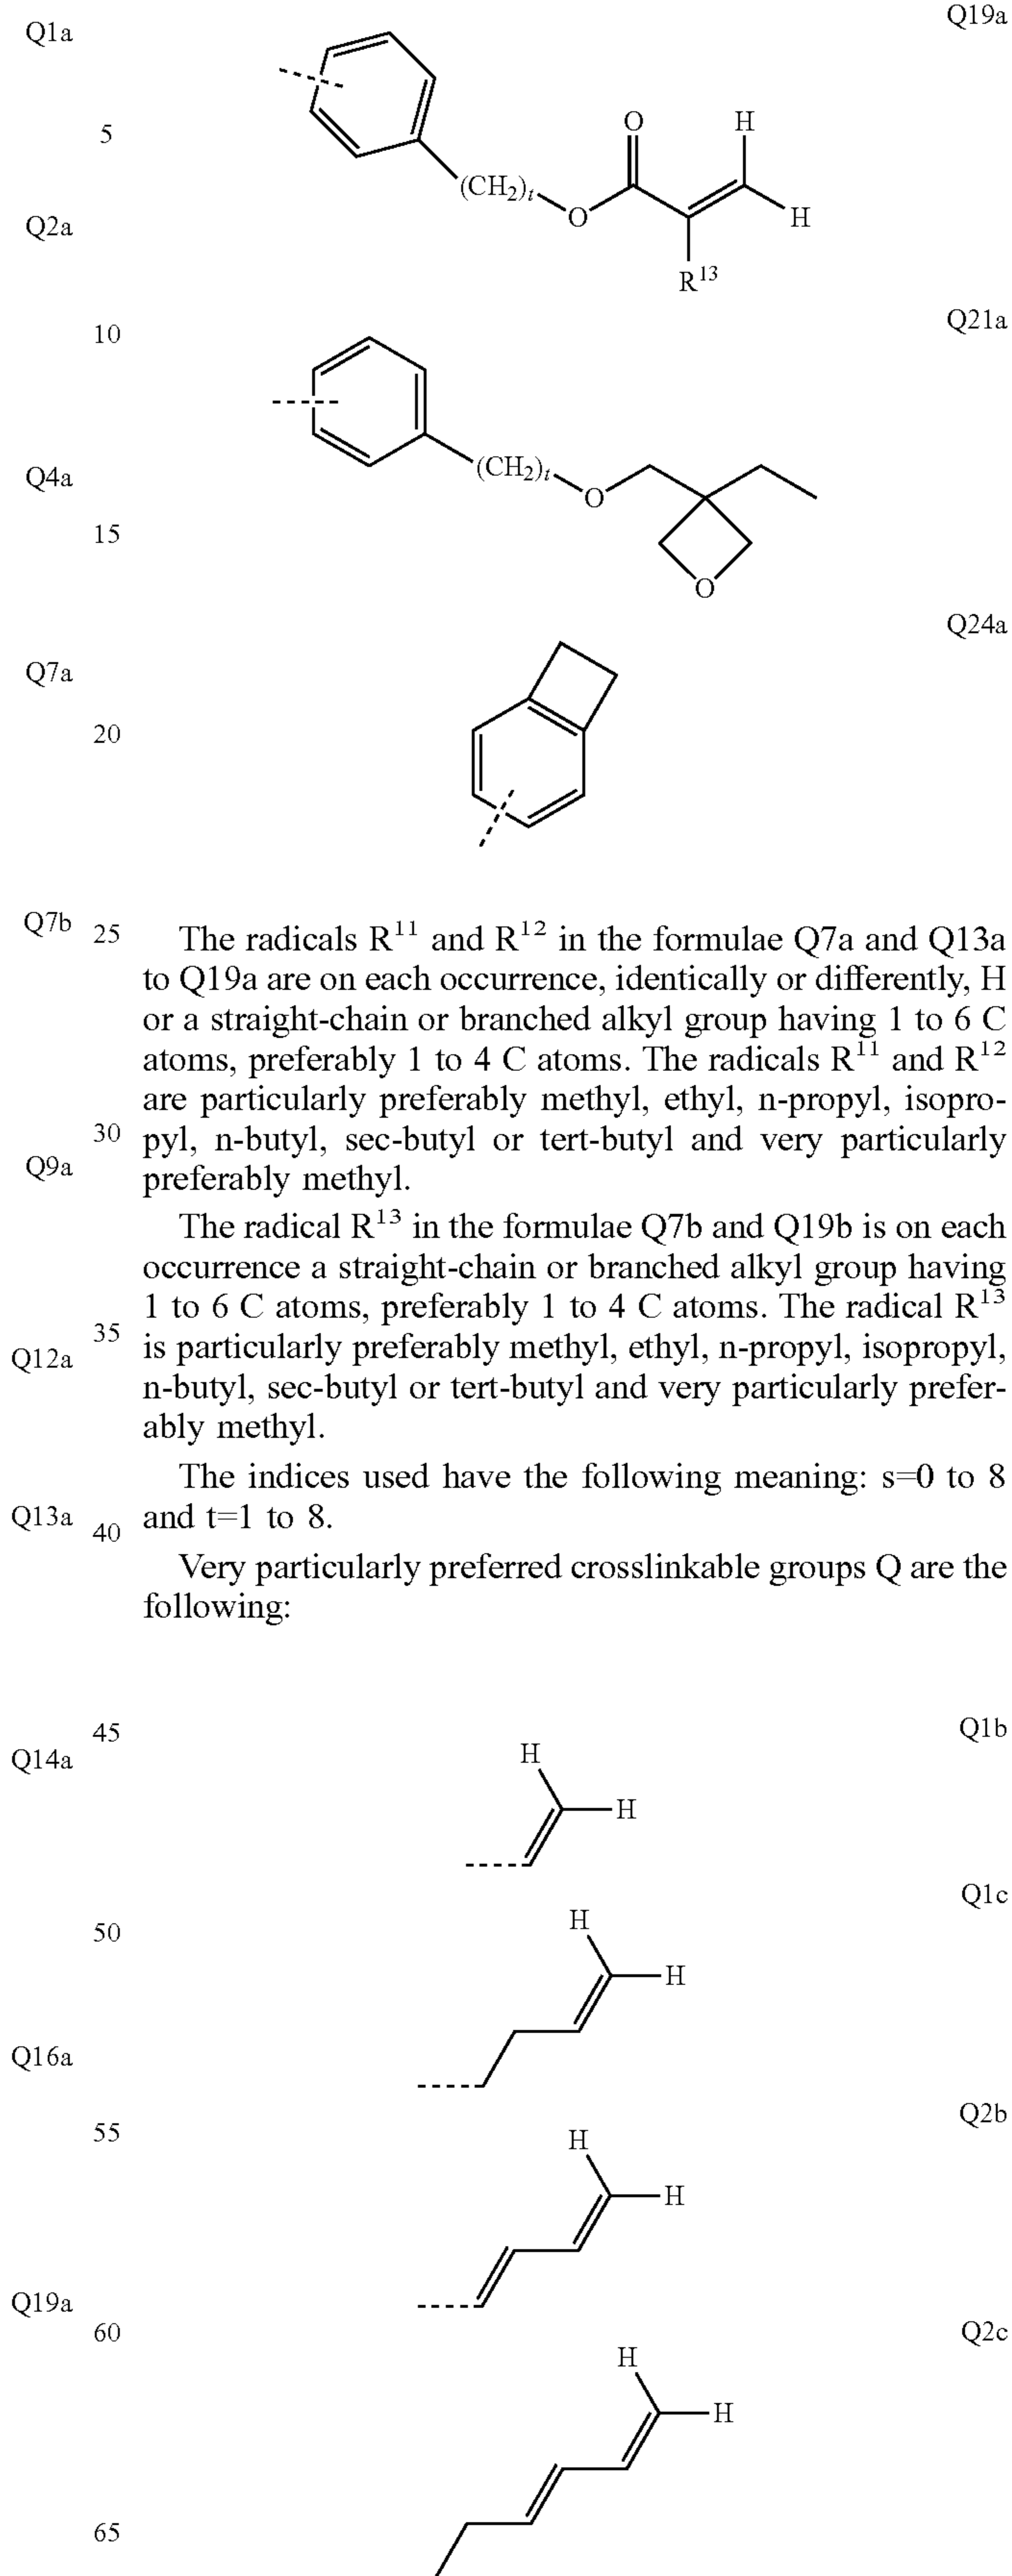 Q1a
Q19a
5
O
H
(CH2)t
O
H
Q2a
R13
10
Q21a
Q4a
(CH2)t
O
15
O
Q24a
Q7a
20
Q7b
25
The radicals R11 and R12 in the formulae Q7a and Q13a
to Q19a are on each occurrence, identically or differently, H
or a straight-chain or branched alkyl group having 1 to 6 C
atoms, preferably 1 to 4 C atoms. The radicals R11 and R12
are particularly preferably methyl, ethyl, n-propyl, isopro-
30
pyl, n-butyl, sec-butyl or tert-butyl and very particularly
Q9a
preferably methyl.
The radical R13 in the formulae Q7b and Q19b is on each
occurrence a straight-chain or branched alkyl group having
1 to 6 C atoms, preferably 1 to 4 C atoms. The radical R13
35
Q12a
is particularly preferably methyl, ethyl, n-propyl, isopropyl,
n-butyl, sec-butyl or tert-butyl and very particularly prefer-
ably methyl.
The indices used have the following meaning: s=0 to 8
Q13a
40
and t=1 to 8.
Very particularly preferred crosslinkable groups Q are the
following:
45
Q1b
Q14a
H
H
Q1c
50
H
H
Q16a
Q2b
55
H
H
Q19a
60
Q2c
H
H
65